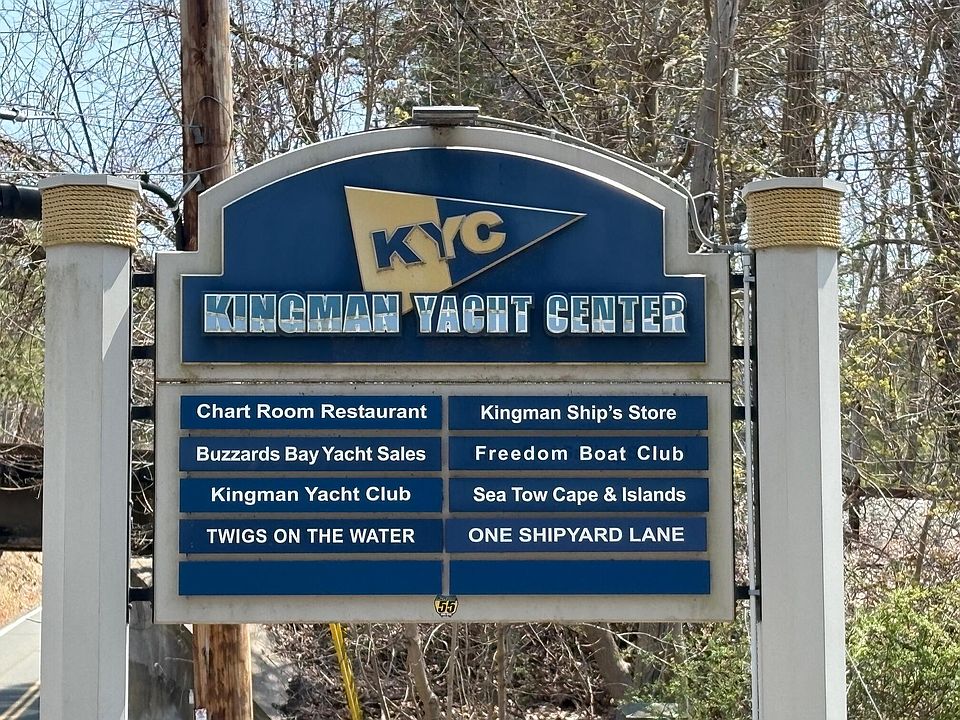 KYC
KINGMAN YACHT CENTER
Chart Room Restaurant
Kingman Ship's Store
Buzzards Bay Yacht Sales
Freedom Boat Club
Kingman Yacht Club
Sea Tow Cape & Islands
TWIGS ON THE WATER
ONE SHIPYARD LANE
55